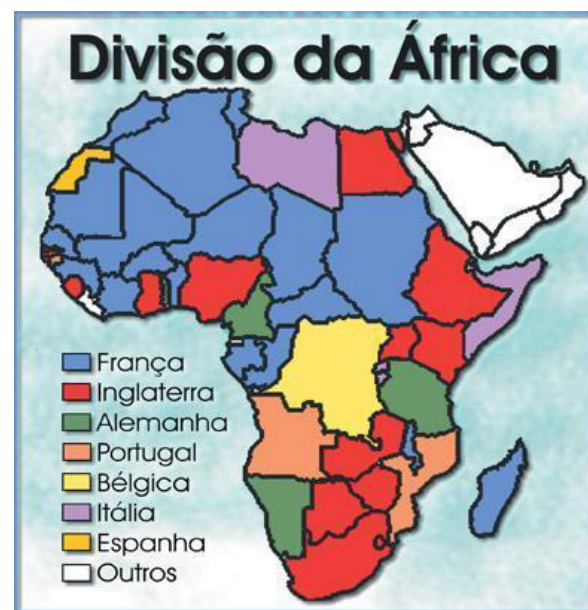 Divisão da África
França
Inglaterra
Alemanha
Portugal
Bélgica
Itália
Espanha
Outros